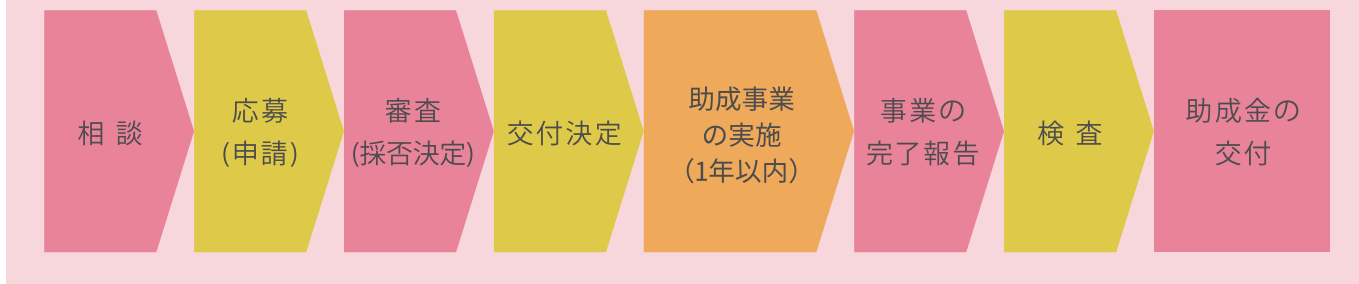 相談
応募
(申請)
審査
(採否決定)
交付決定
助成事業
の実施
（1年以内）
事業の
完了報告
検査
助成金の
交付